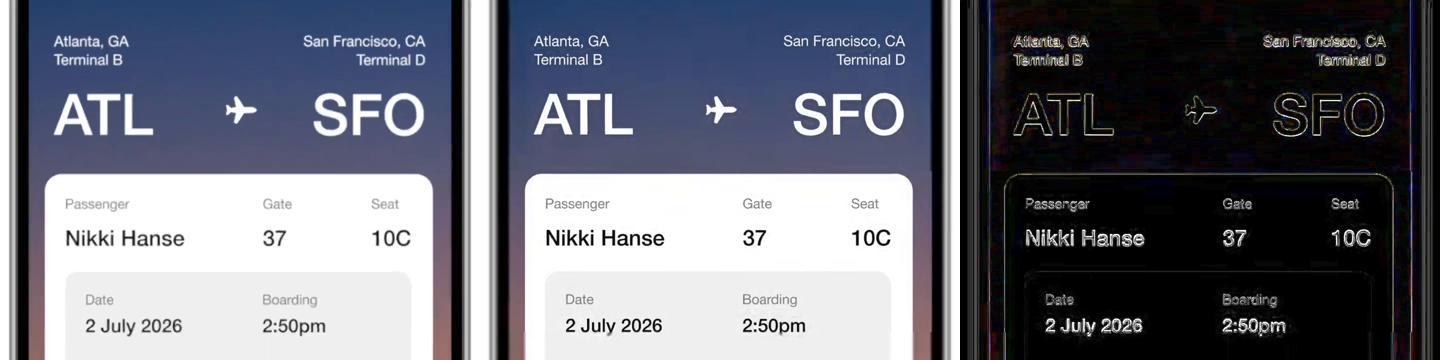 Atlanta, GA San Francisco, CA
Terminal B Terminal D
ATL SFO
Passenger Gate Seat
Nikki Hanse 37 10C
Date Boarding
2 July 2026 2:50pm
Atlanta, GA San Francisco, CA
Terminal B Terminal D
ATL SFO
Passenger Gate Seat
Nikki Hanse 37 10C
Date Boarding
2 July 2026 2:50pm
Atlanta, GA San Francisco, CA
Terminal B Terminal D
ATL SFO
Passenger Gate Seat
Nikki Hanse 37 10C
Date Boarding
2 July 2026 2:50pm